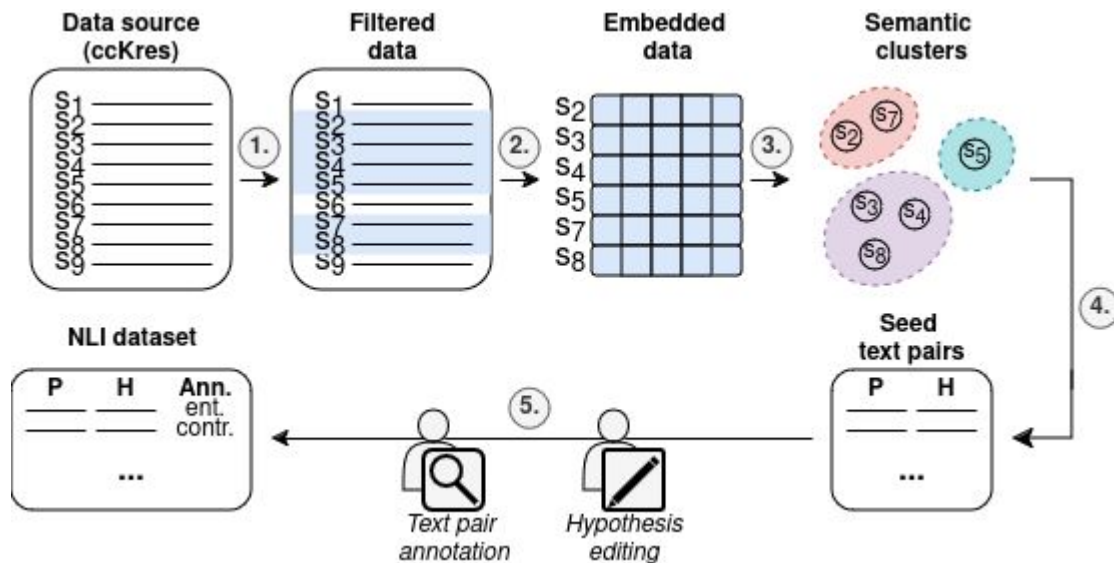 Data source
(ccKres)
S1
S2
S3
S4
S5
S6
S7
S8
S9
1.
Filtered
data
S1
S2
S3
S4
S5
S6
S7
S8
S9
2.
Embedded
data
S2
S3
S4
S5
S7
S8
3.
Semantic
clusters
S2
S7
S5
S3
S4
S8
4.
Seed
text pairs
P H
...
5.
Hypothesis
editing
Text pair
annotation
NLI dataset
P H Ann.
ent.
contr.
...